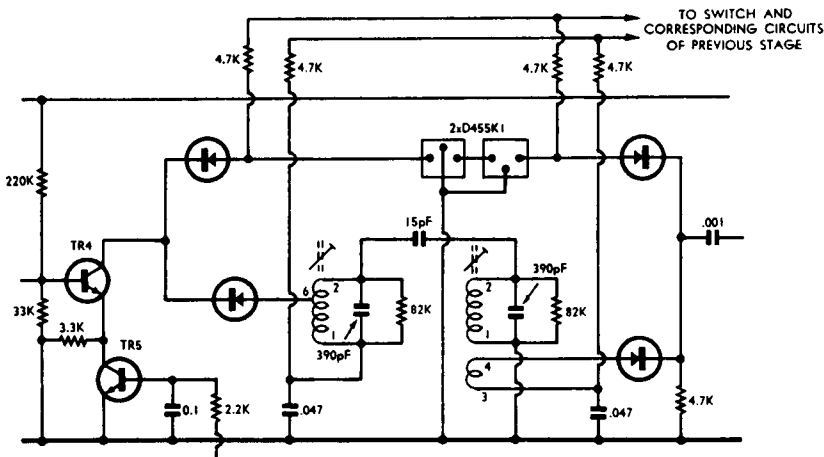 TO SWITCH AND
CORRESPONDING CIRCUITS
OF PREVIOUS STAGE
4.7K
4.7K
4.7K
4.7K
2xD455K1
220K
TR4
15pF
.001
6
2
390pF
2
33K
82K
82K
3.3K
1
390pF
1
TR5
4
3
0.1
2.2K
.047
.047
4.7K